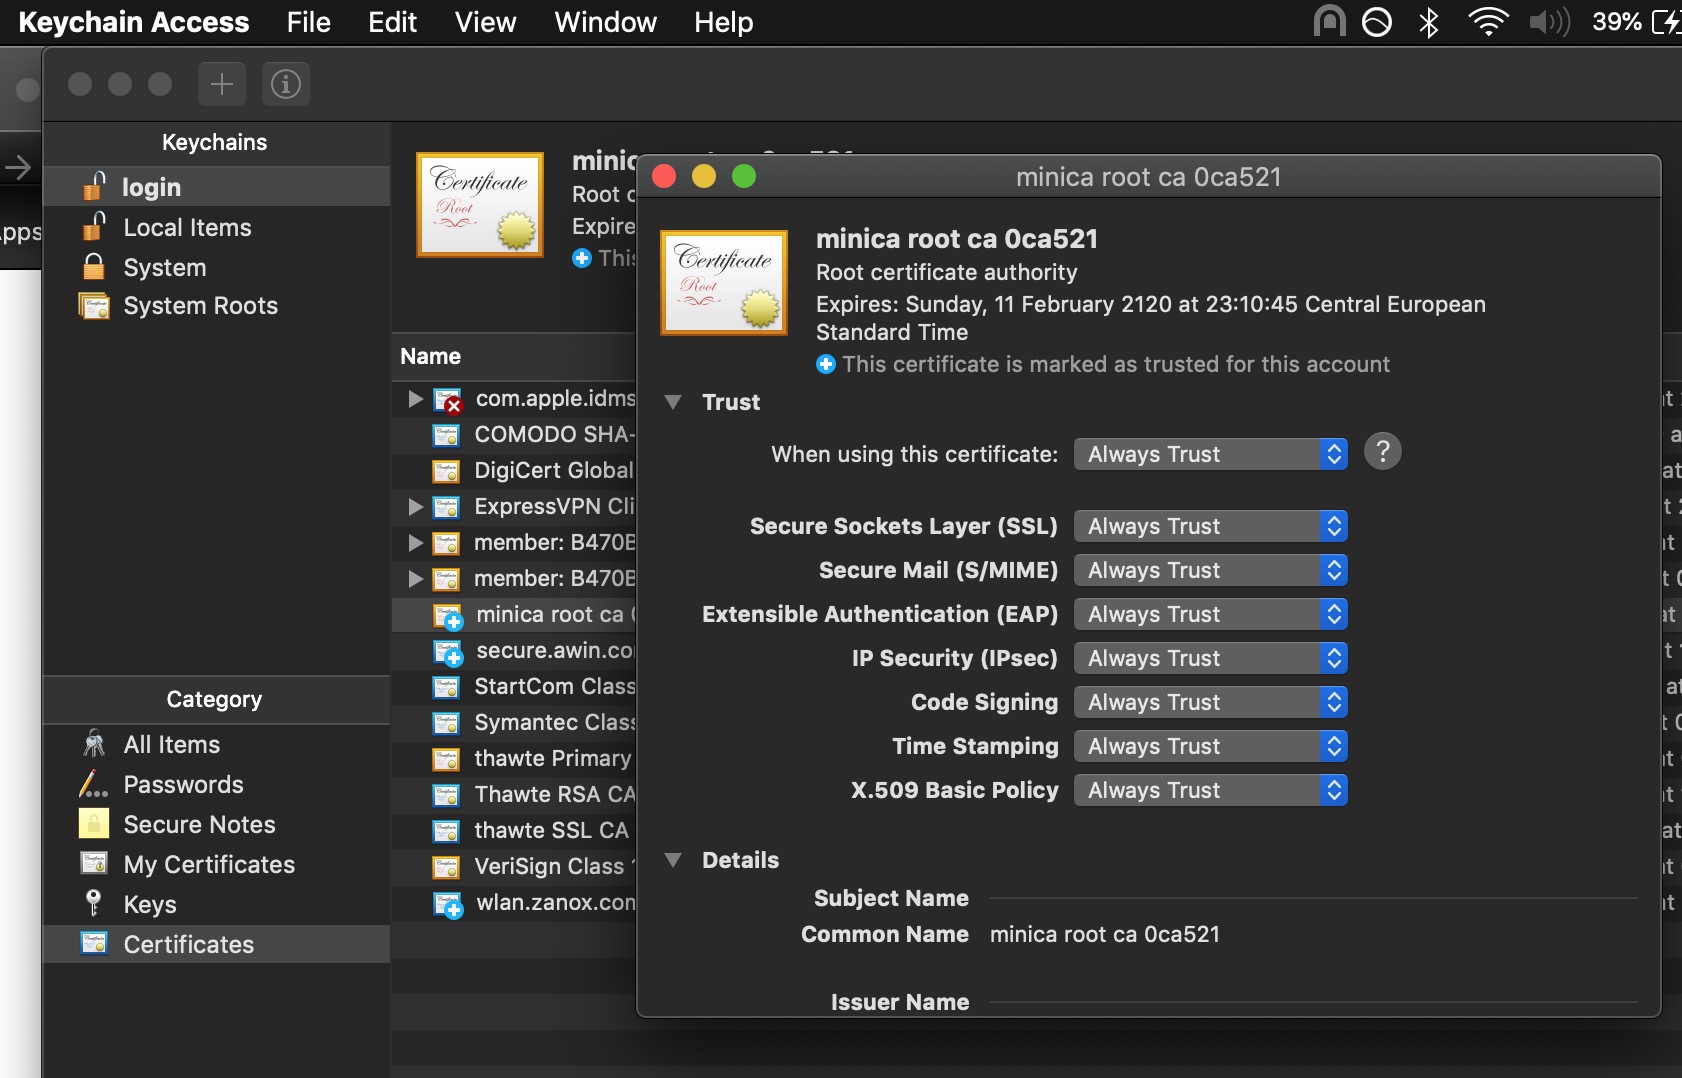 Keychain Access File Edit View Window Help 39%
Keychains
login
Local Items
System
System Roots
Certificate
Root
Root
Expire
minica root ca 0ca521
Certificate
Root
minica root ca 0ca521
Root certificate authority
Expires: Sunday, 11 February 2120 at 23:10:45 Central European
Standard Time
This certificate is marked as trusted for this account
Trust
When using this certificate: Always Trust ?
Secure Sockets Layer (SSL) Always Trust
Secure Mail (S/MIME) Always Trust
Extensible Authentication (EAP) Always Trust
IP Security (IPsec) Always Trust
Code Signing Always Trust
Time Stamping Always Trust
X.509 Basic Policy Always Trust
Details
Subject Name
Common Name minica root ca 0ca521
Issuer Name
Name
com.apple.idms
COMODO SHA-
DigiCert Global
ExpressVPN Cli
member: B470B
member: B470B
minica root ca
secure.awin.co
StartCom Class
Symantec Class
thawte Primary
Thawte RSA CA
thawte SSL CA
VeriSign Class
wlan.zanox.com
Category
All Items
Passwords
Secure Notes
My Certificates
Keys
Certificates